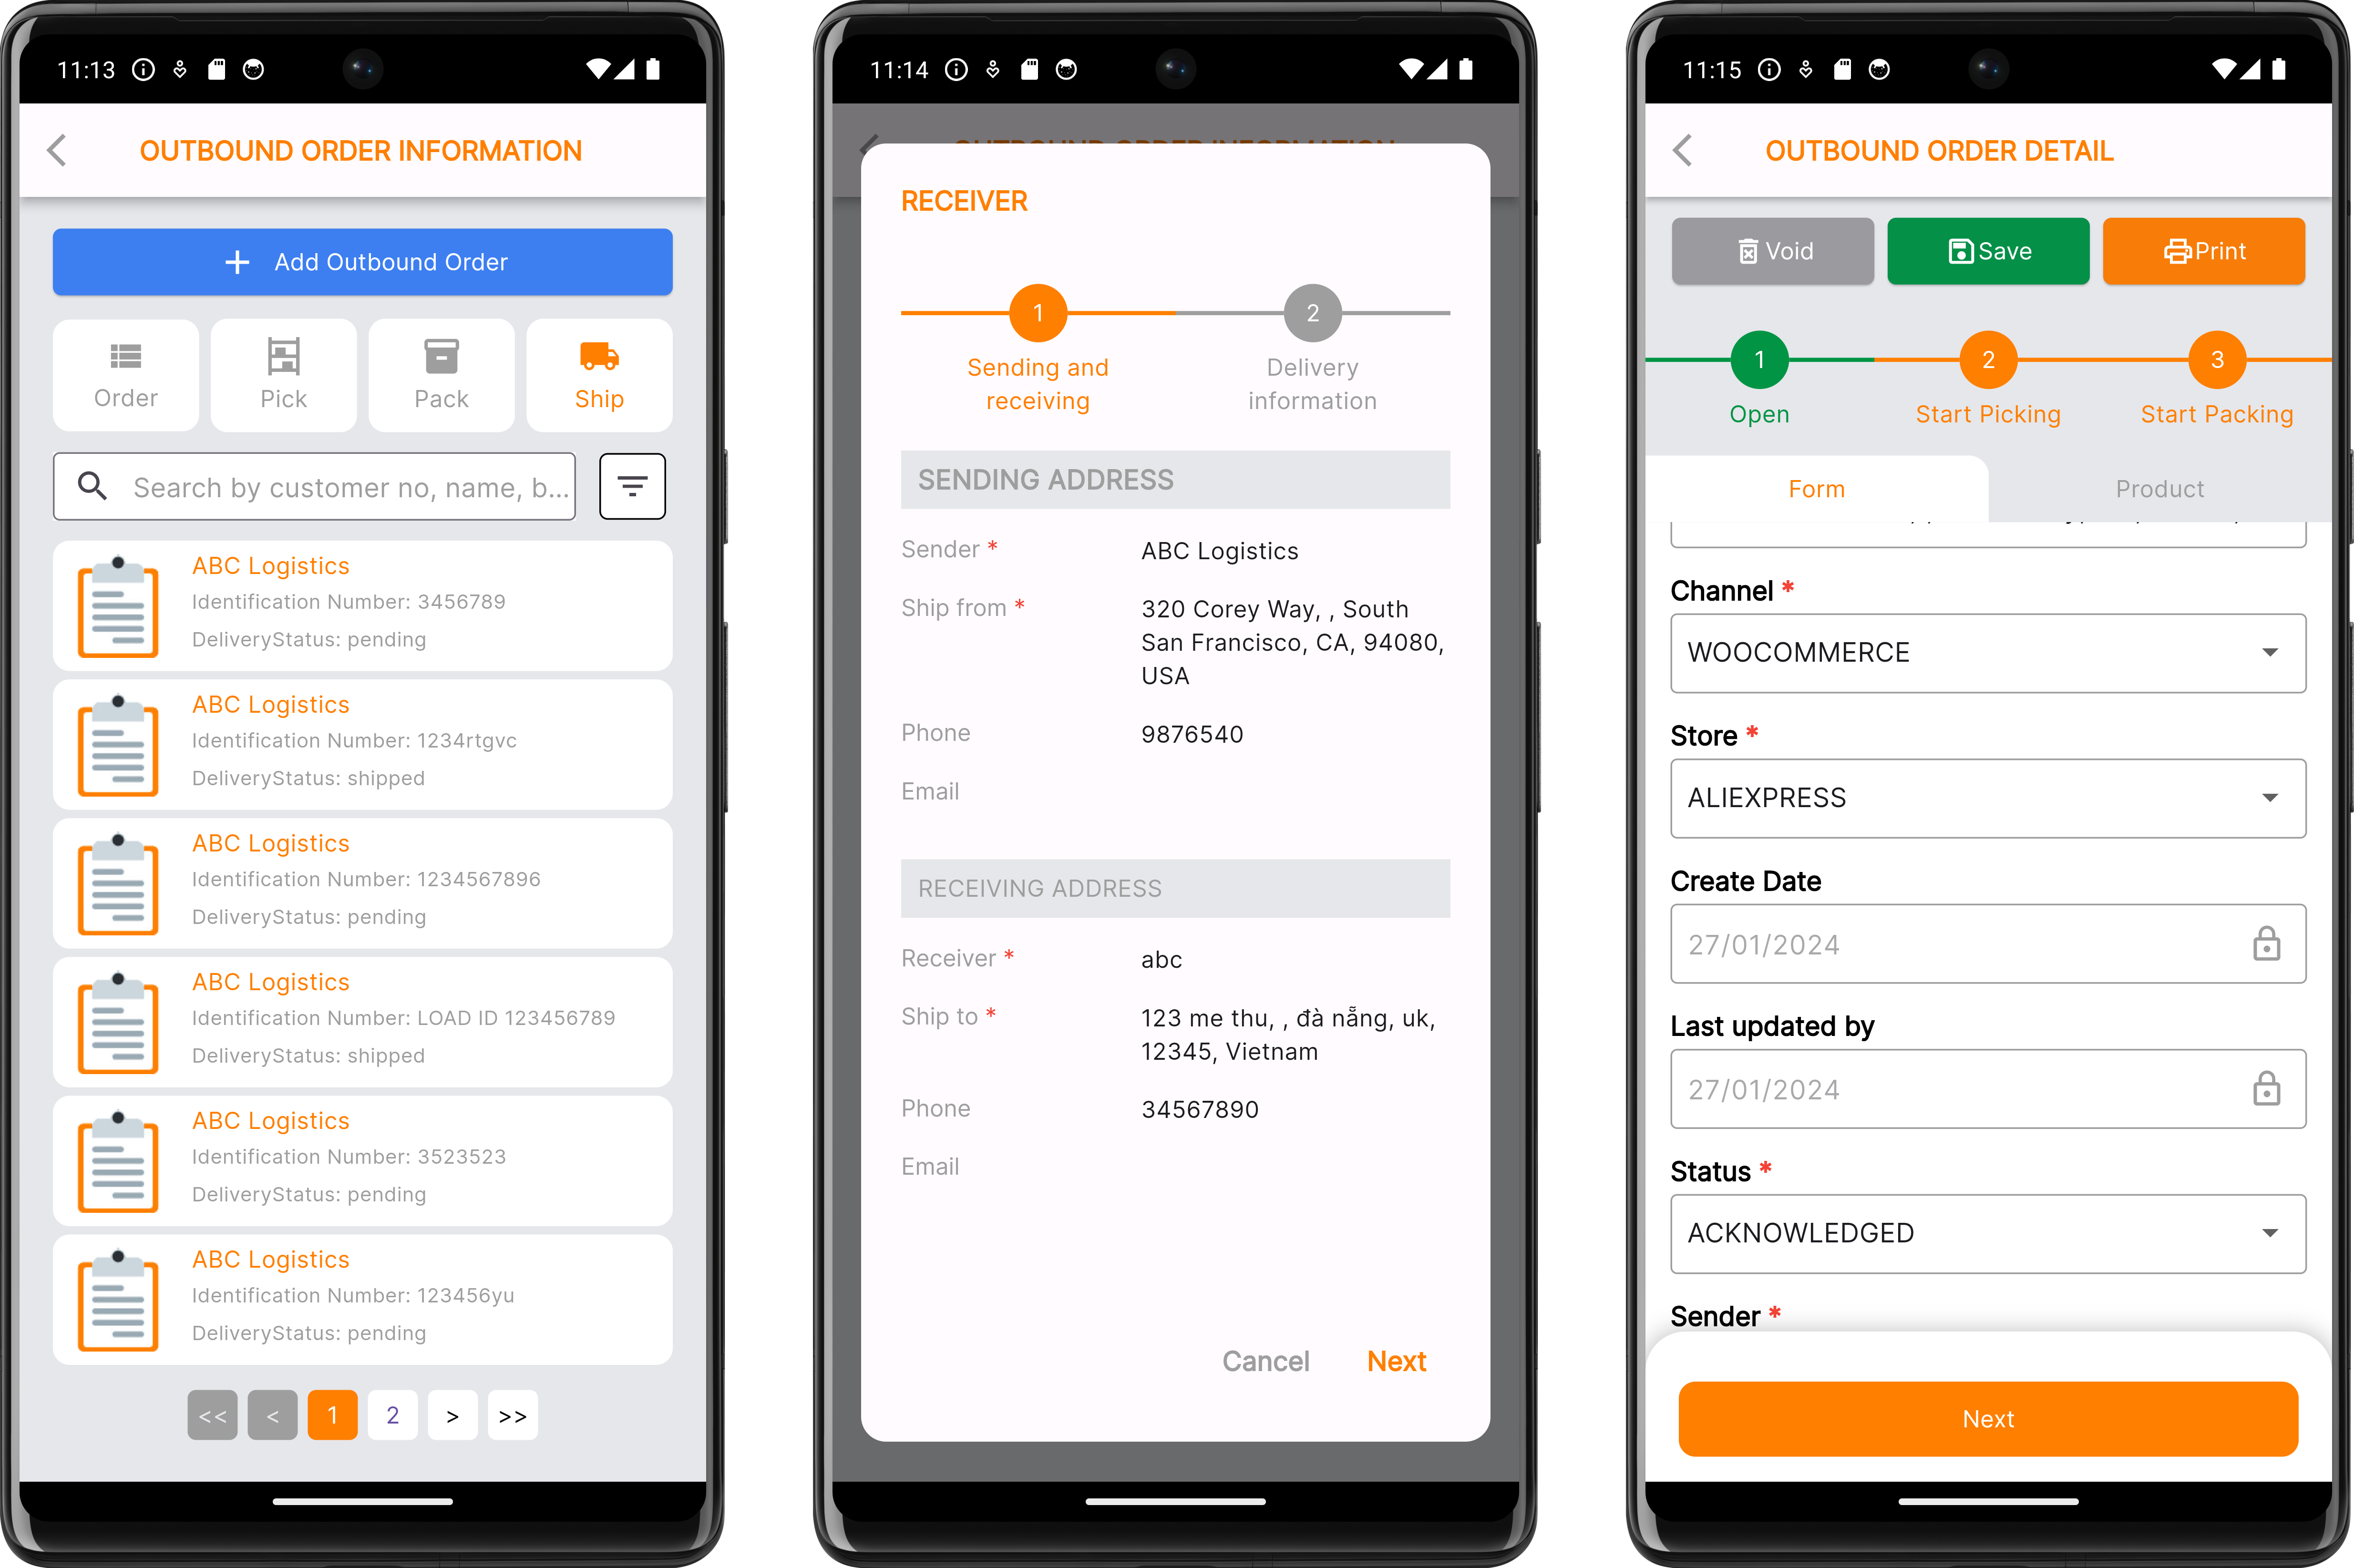 11:13
OUTBOUND ORDER INFORMATION
Add Outbound Order
Order
Pick
Pack
Ship
Search by customer no, name, b...
ABC Logistics
Identification Number: 3456789
DeliveryStatus: pending
ABC Logistics
Identification Number: 1234rtgvc
DeliveryStatus: shipped
ABC Logistics
Identification Number: 1234567896
DeliveryStatus: pending
ABC Logistics
Identification Number: LOAD ID 123456789
DeliveryStatus: shipped
ABC Logistics
Identification Number: 3523523
DeliveryStatus: pending
ABC Logistics
Identification Number: 123456yu
DeliveryStatus: pending
<< < 1 2 > >>
11:14
OUTBOUND ORDER INFORMATION
RECEIVER
1
2
Sending and
receiving
Delivery
information
SENDING ADDRESS
Sender * ABC Logistics
Ship from * 320 Corey Way, , South
San Francisco, CA, 94080,
USA
Phone 9876540
Email
RECEIVING ADDRESS
Receiver * abc
Ship to * 123 me thu, , đà nẵng, uk,
12345, Vietnam
Phone 34567890
Email
Cancel Next
11:15
OUTBOUND ORDER DETAIL
Void
Save
Print
1
2
3
Open
Start Picking
Start Packing
Form
Product
Channel *
WOOCOMMERCE
Store *
ALIEXPRESS
Create Date
27/01/2024
Last updated by
27/01/2024
Status *
ACKNOWLEDGED
Sender *
Next